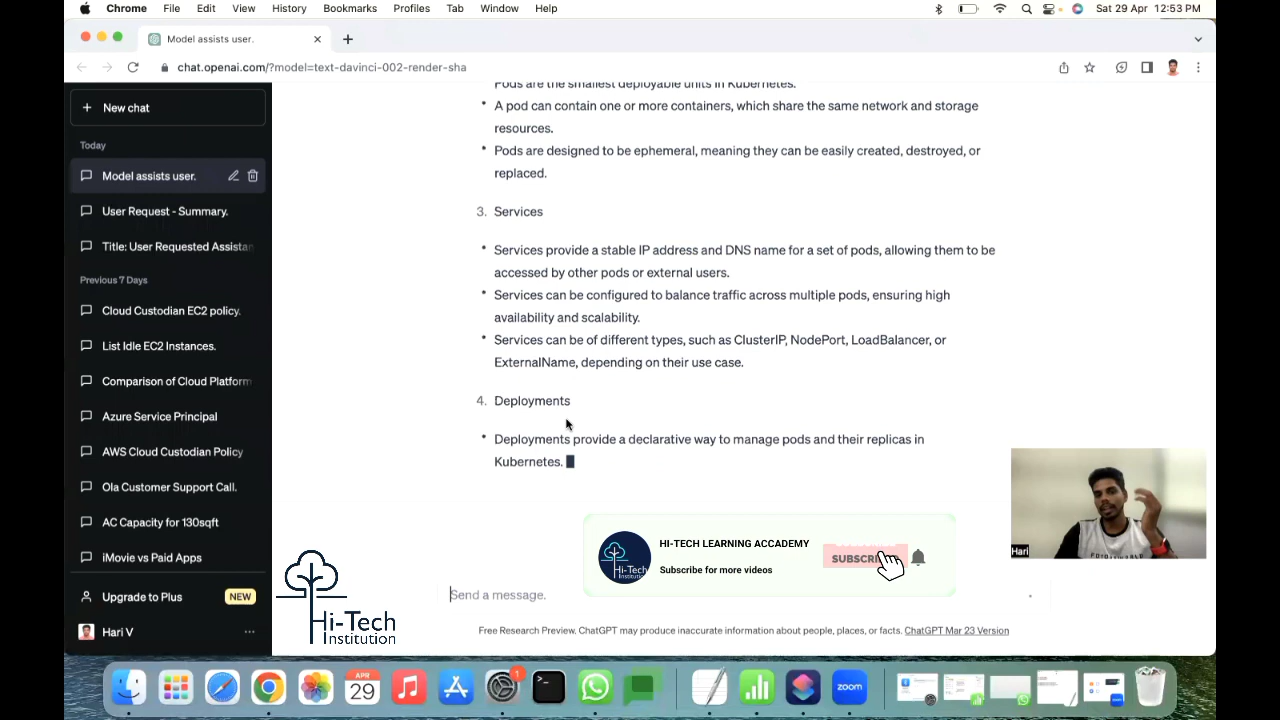 Chrome File Edit View History Bookmarks Profiles Tab Window Help Sat 29 Apr 12:53 PM
Model assists user.
chat.openai.com/?model=text-davinci-002-render-sha
New chat
Today
Model assists user.
User Request - Summary.
Title: User Requested Assistan
Previous 7 Days
Cloud Custodian EC2 policy.
List Idle EC2 Instances.
Comparison of Cloud Platform
Azure Service Principal
AWS Cloud Custodian Policy
Ola Customer Support Call.
AC Capacity for 130sqft
iMovie vs Paid Apps
Upgrade to Plus NEW
Hari V
Pods are the smallest deployable units in Kubernetes.
• A pod can contain one or more containers, which share the same network and storage
resources.
• Pods are designed to be ephemeral, meaning they can be easily created, destroyed, or
replaced.
3. Services
• Services provide a stable IP address and DNS name for a set of pods, allowing them to be
accessed by other pods or external users.
• Services can be configured to balance traffic across multiple pods, ensuring high
availability and scalability.
• Services can be of different types, such as ClusterIP, NodePort, LoadBalancer, or
ExternalName, depending on their use case.
4. Deployments
• Deployments provide a declarative way to manage pods and their replicas in
Kubernetes.
Hari
HI-TECH LEARNING ACCADEMY
Subscribe for more videos
Hi-Tech
Institution
Send a message.
Free Research Preview. ChatGPT may produce inaccurate information about people, places, or facts. ChatGPT Mar 23 Version
Hi-Tech
Institution
APR
29
1
zoom